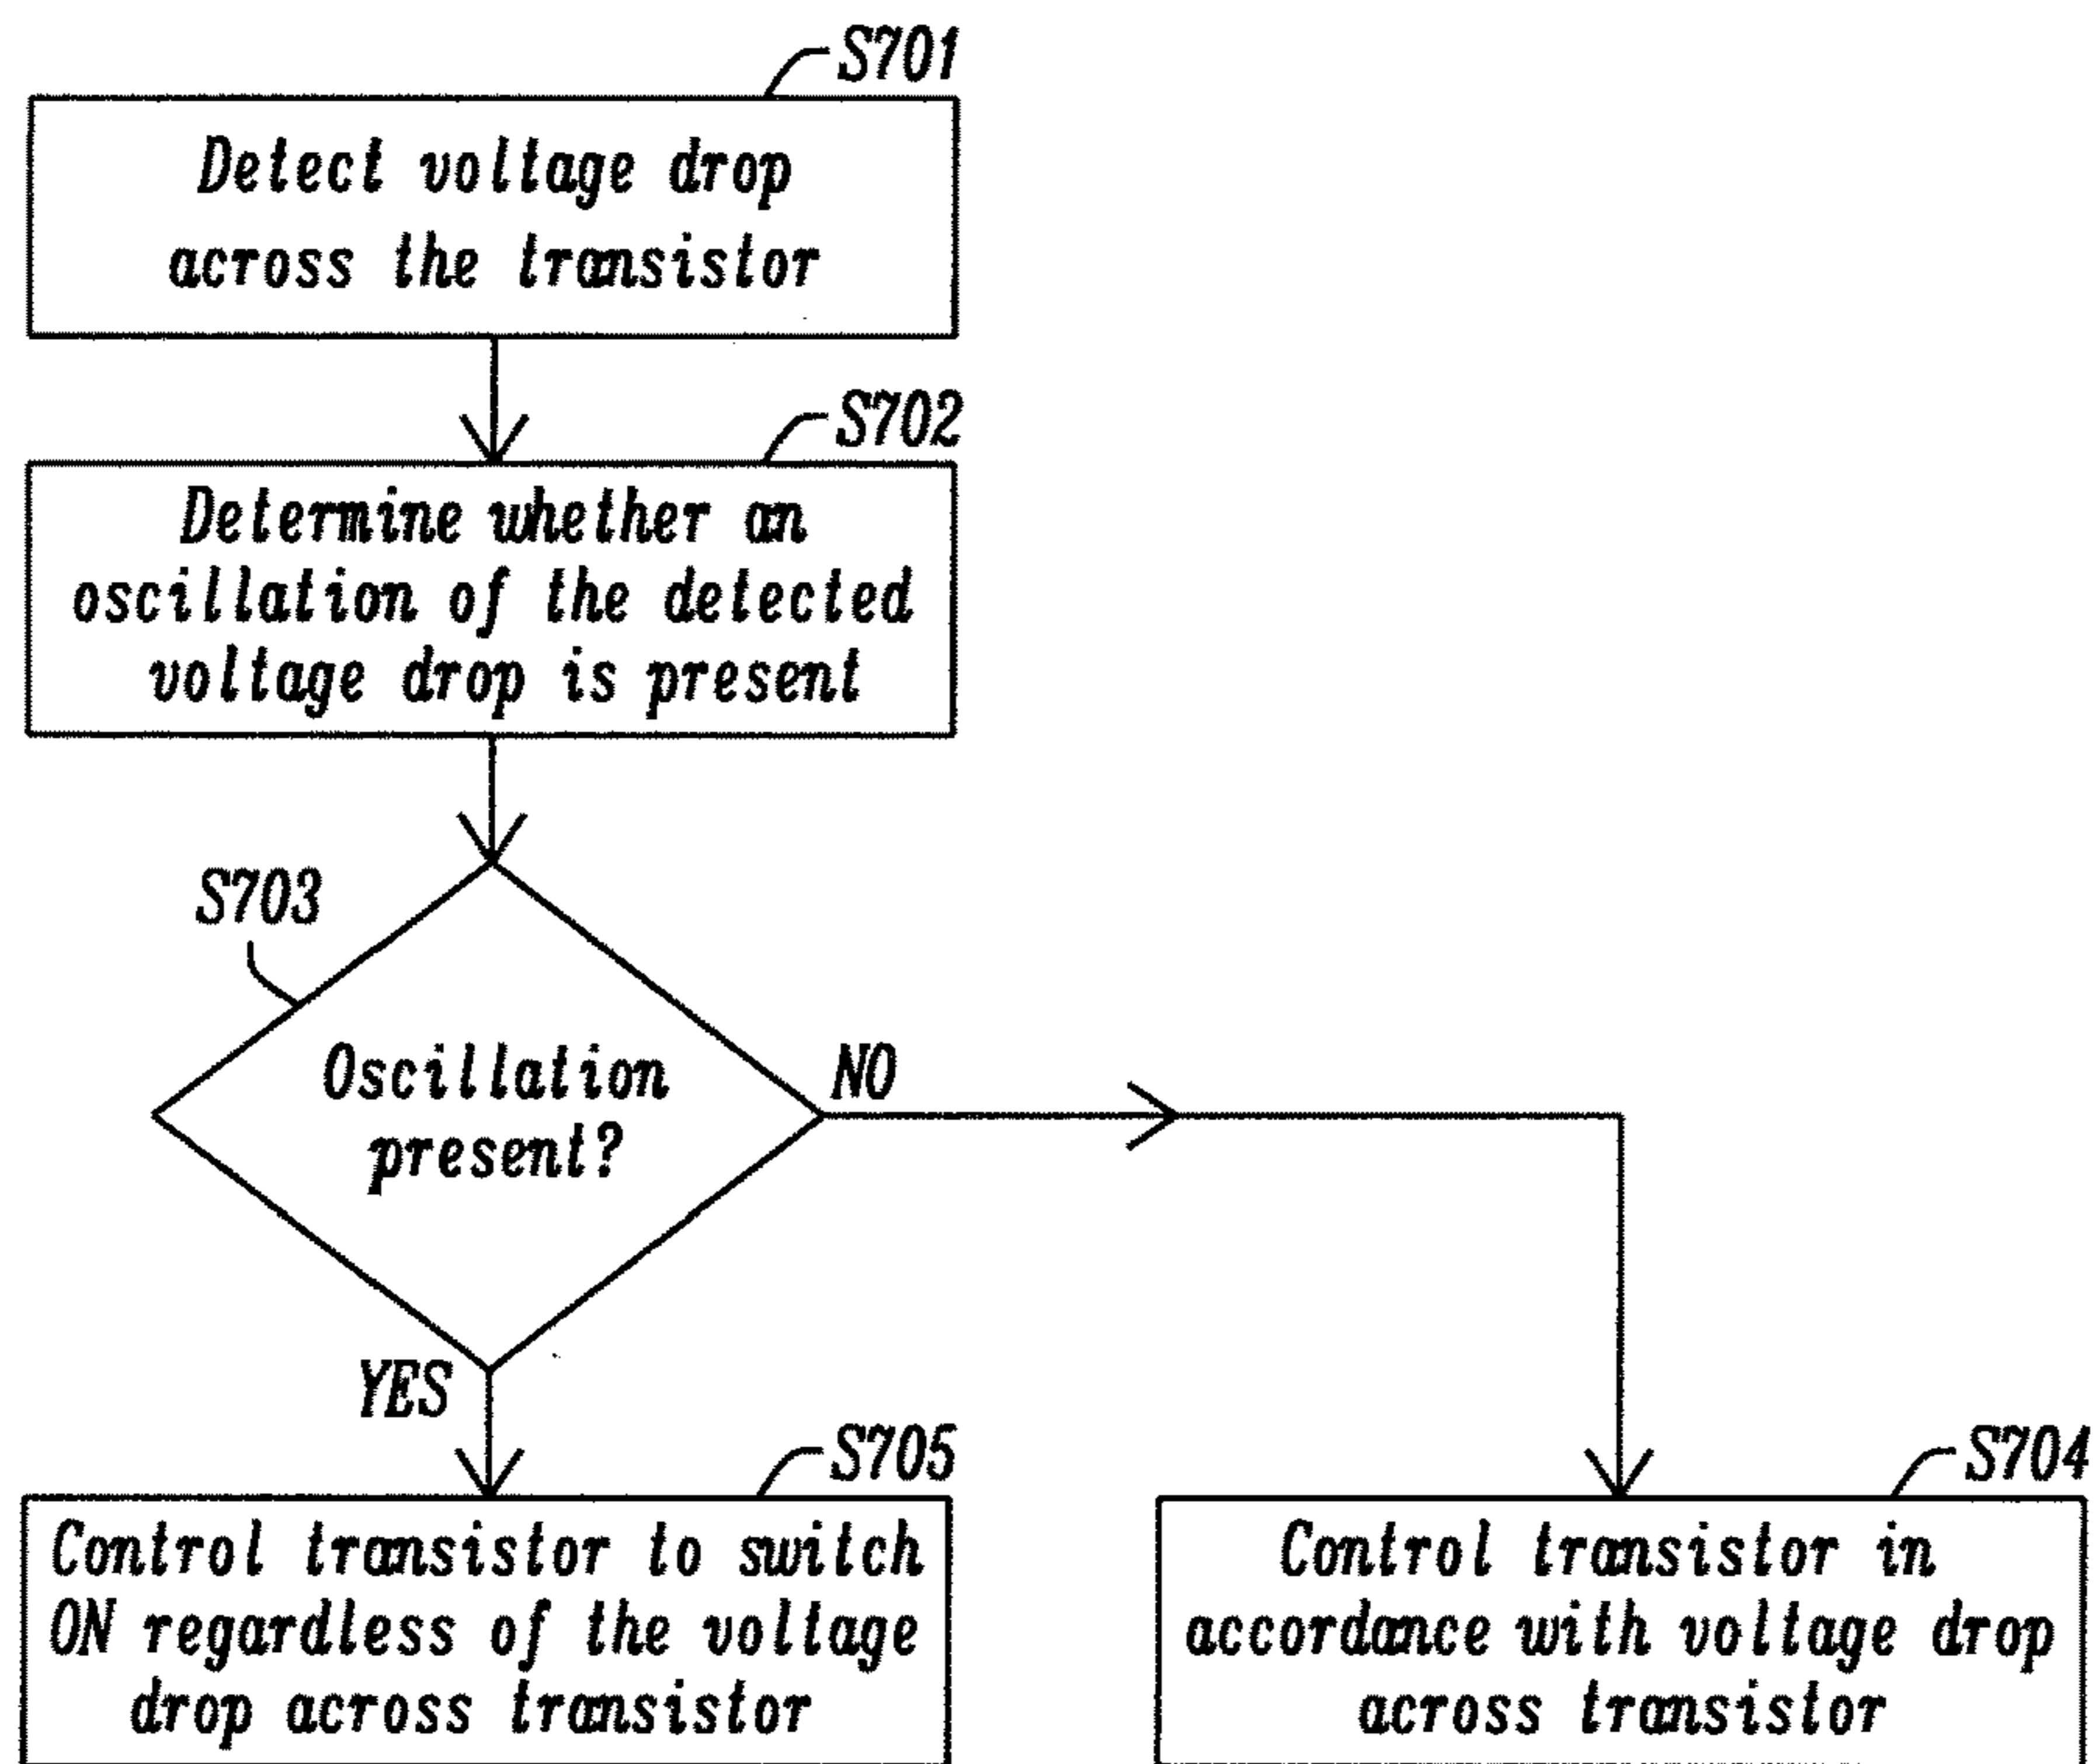 S701
Detect voltage drop
across the transistor
S702
Determine whether an
oscillation of the detected
voltage drop is present
S703
Oscillation
present?
NO
YES
S705
Control transistor to switch
ON regardless of the voltage
drop across transistor
S704
Control transistor in
accordance with voltage drop
across transistor